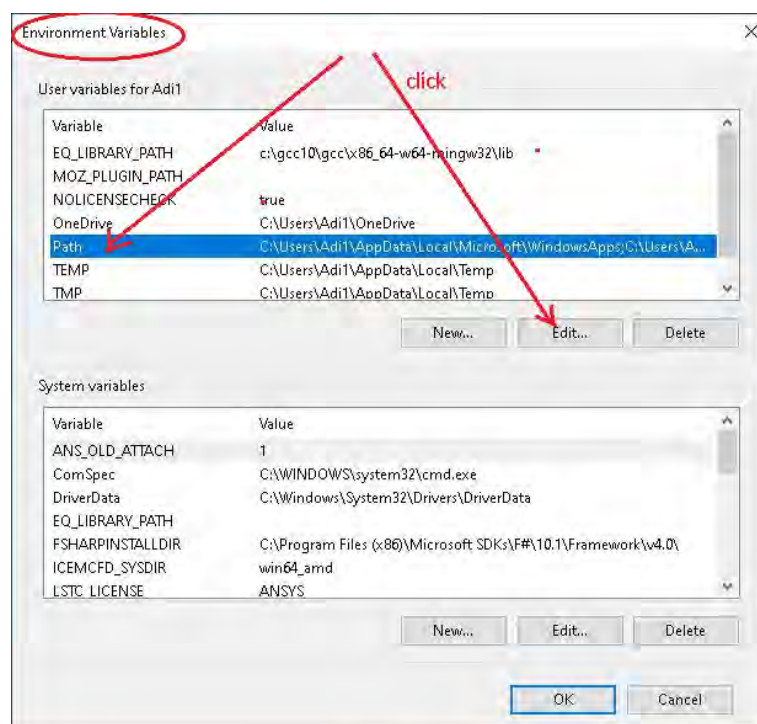 Environment Variables
click
User variables for Adi1
Variable Value
EQ_LIBRARY_PATH c:\gcc10\gcc\x86_64-w64-mingw32\lib
MOZ_PLUGIN_PATH
NOLICENSECHECK true
OneDrive C:\Users\Adi1\OneDrive
Path C:\Users\Adi1\AppData\Local\Microsoft\WindowsApps;C:\Users\A...
TEMP C:\Users\Adi1\AppData\Local\Temp
TMP C:\Users\Adi1\AppData\Local\Temp
New... Edit... Delete
System variables
Variable Value
ANS_OLD_ATTACH 1
ComSpec C:\WINDOWS\system32\cmd.exe
DriverData C:\Windows\System32\Drivers\DriverData
EQ_LIBRARY_PATH
FSHARPINSTALLDIR C:\Program Files (x86)\Microsoft SDKs\F#\10.1\Framework\v4.0\
ICEMCFD_SYSDIR win64_amd
LSTC_LICENSE ANSYS
New... Edit... Delete
OK Cancel